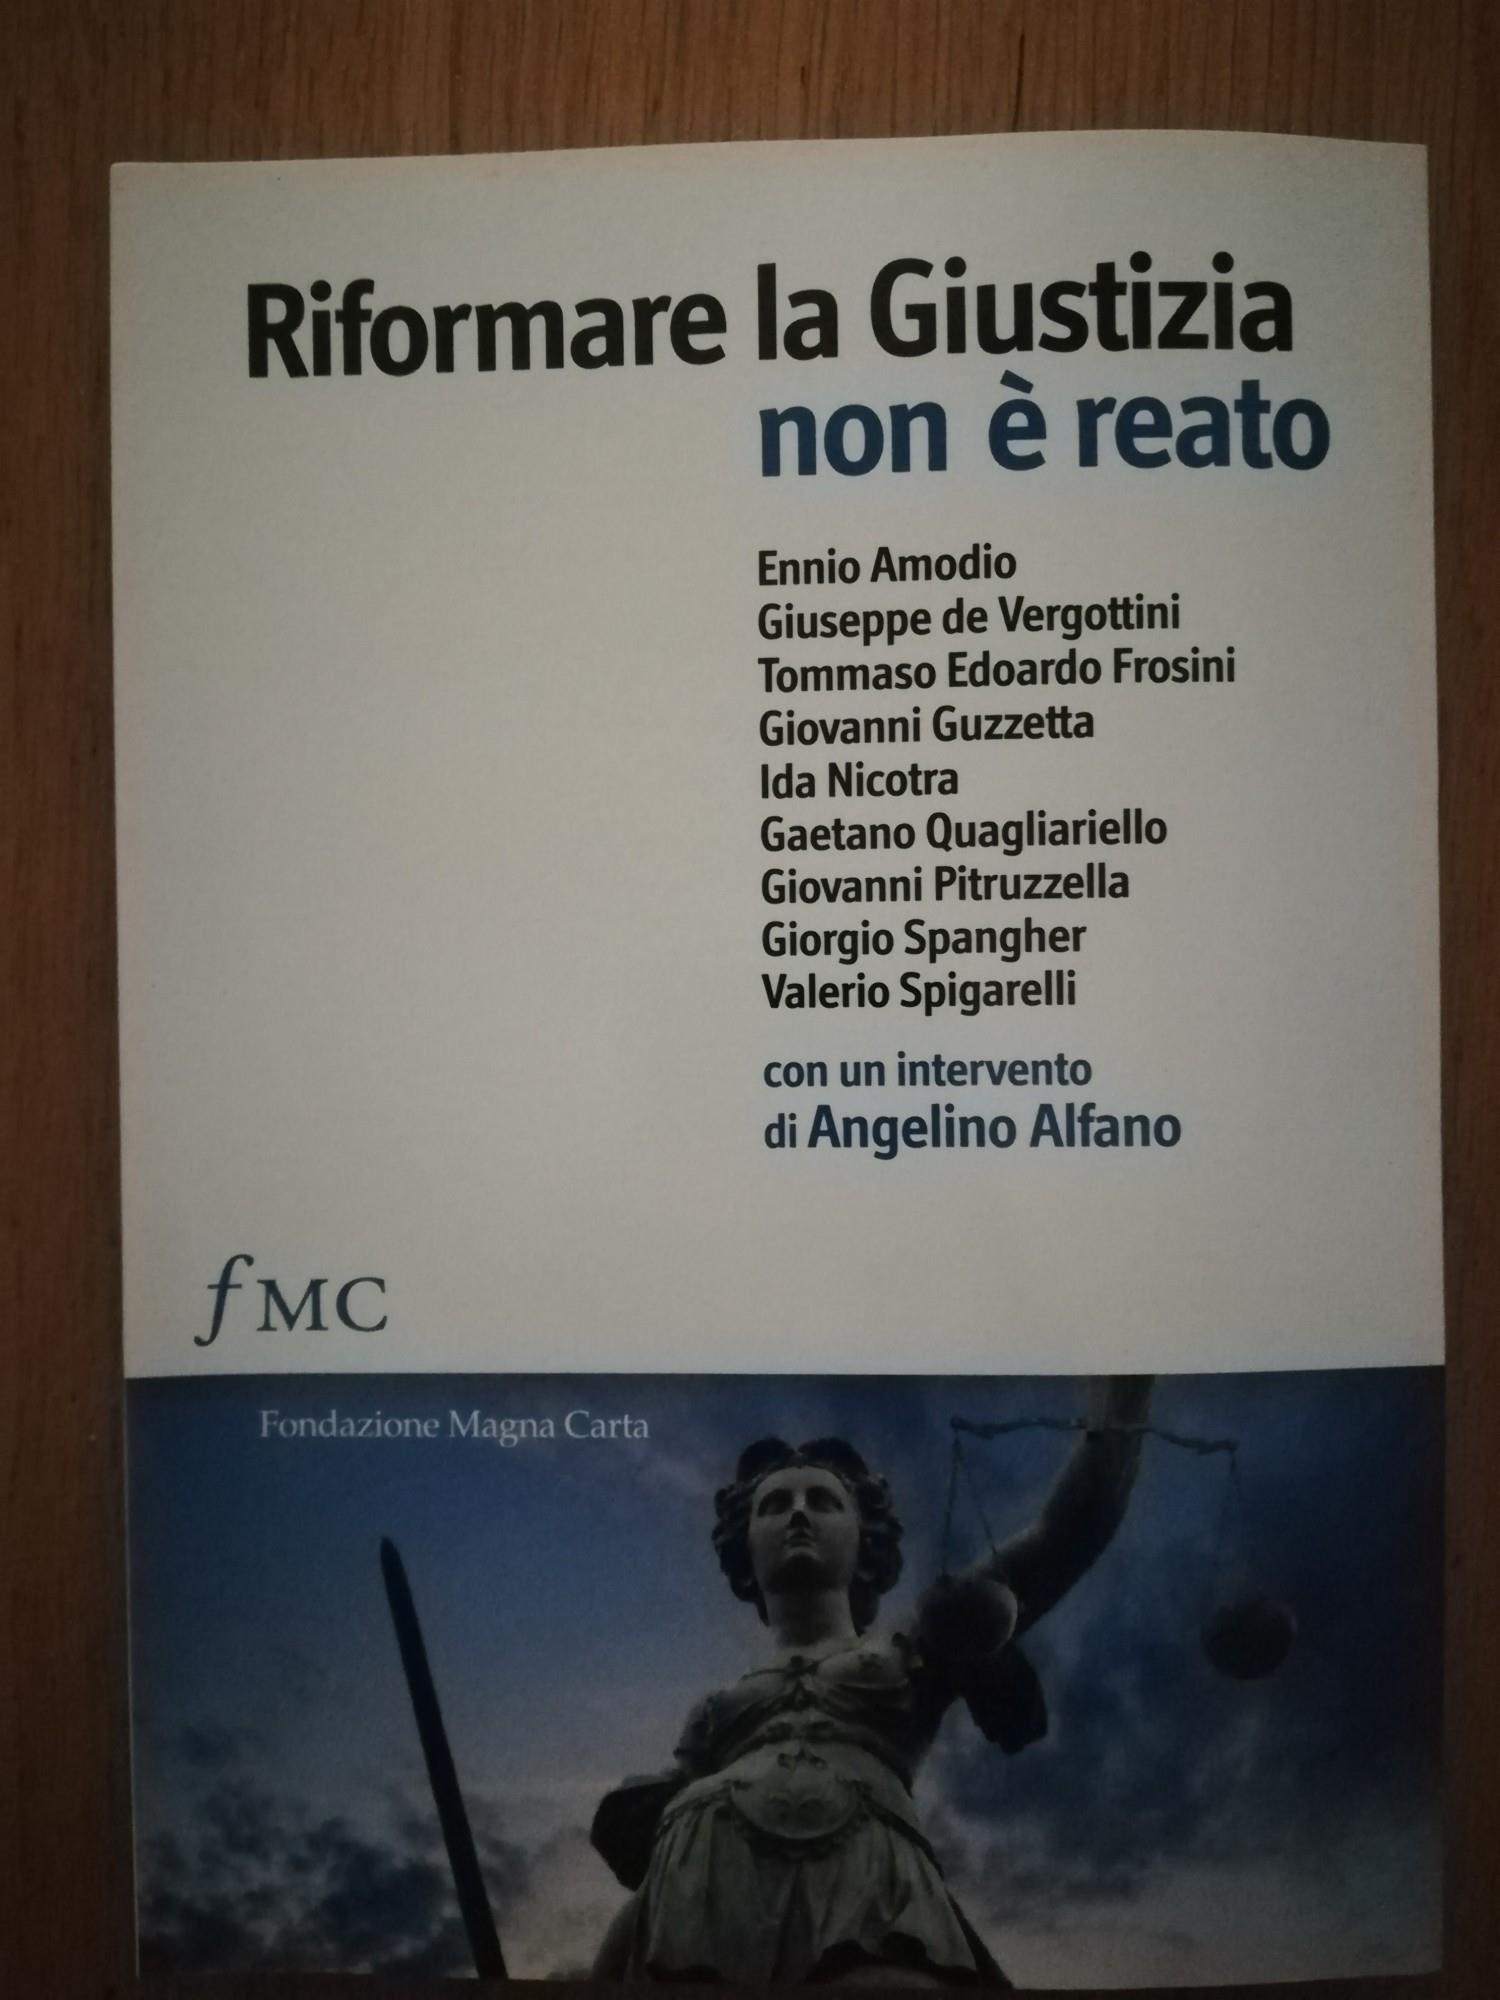 Riformare la Giustizia
non è reato
Ennio Amodio
Giuseppe de Vergottini
Tommaso Edoardo Frosini
Giovanni Guzzetta
Ida Nicotra
Gaetano Quagliariello
Giovanni Pitruzzella
Giorgio Spangher
Valerio Spigarelli
con un intervento
di Angelino Alfano
fMC
Fondazione Magna Carta